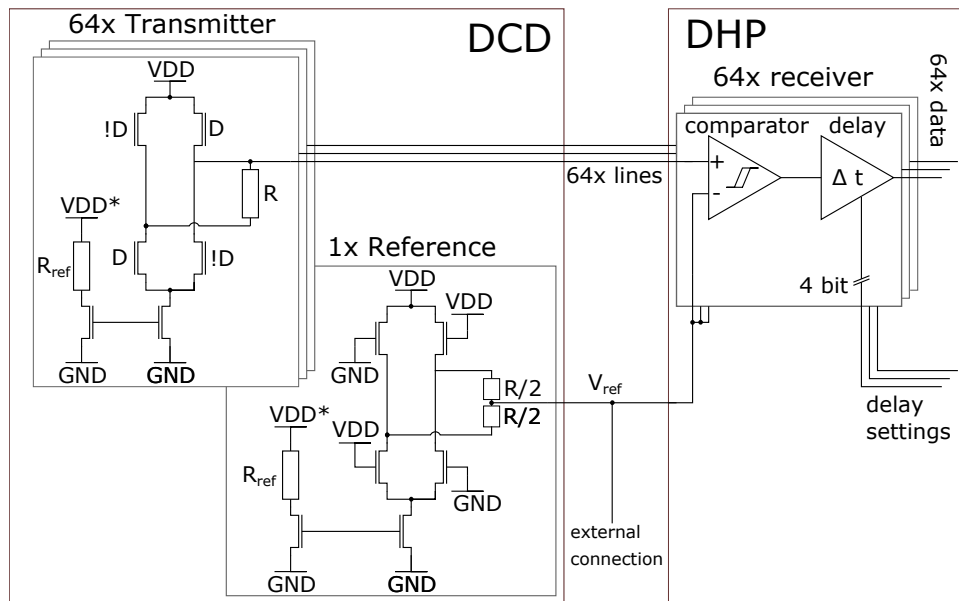 64x Transmitter
DCD
DHP
VDD
!D
D
R
VDD*
D
!D
R_ref
GND
GND
64x lines
64x receiver
comparator
delay
+
-
Δ t
64x data
4 bit
delay
settings
1x Reference
VDD
VDD
GND
R/2
R/2
V_ref
VDD*
VDD
R_ref
GND
GND
GND
external
connection